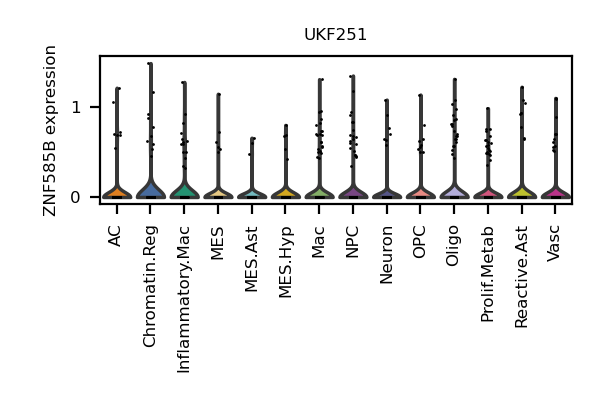 UKF251
ZNF585B expression
1
0
AC
Chromatin.Reg
Inflammatory.Mac
MES
MES.Ast
MES.Hyp
Mac
NPC
Neuron
OPC
Oligo
Prolif.Metab
Reactive.Ast
Vasc